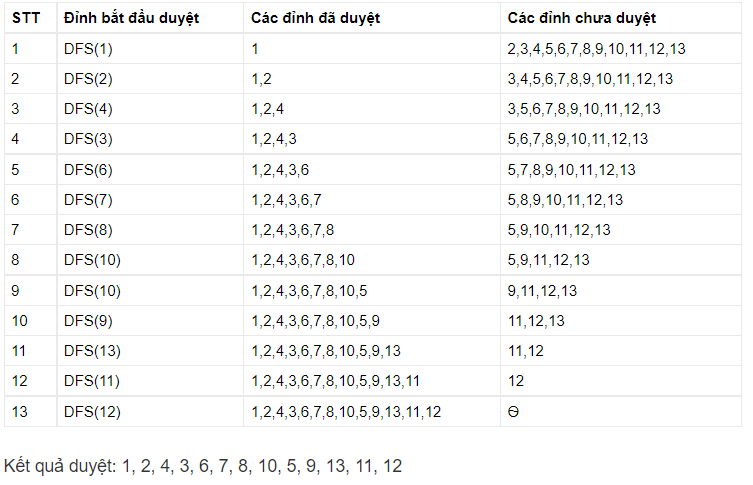 STT Đỉnh bắt đầu duyệt Các đỉnh đã duyệt Các đỉnh chưa duyệt
1 DFS(1) 1 2,3,4,5,6,7,8,9,10,11,12,13
2 DFS(2) 1,2 3,4,5,6,7,8,9,10,11,12,13
3 DFS(4) 1,2,4 3,5,6,7,8,9,10,11,12,13
4 DFS(3) 1,2,4,3 5,6,7,8,9,10,11,12,13
5 DFS(6) 1,2,4,3,6 5,7,8,9,10,11,12,13
6 DFS(7) 1,2,4,3,6,7 5,8,9,10,11,12,13
7 DFS(8) 1,2,4,3,6,7,8 5,9,10,11,12,13
8 DFS(10) 1,2,4,3,6,7,8,10 5,9,11,12,13
9 DFS(10) 1,2,4,3,6,7,8,10,5 9,11,12,13
10 DFS(9) 1,2,4,3,6,7,8,10,5,9 11,12,13
11 DFS(13) 1,2,4,3,6,7,8,10,5,9,13 11,12
12 DFS(11) 1,2,4,3,6,7,8,10,5,9,13,11 12
13 DFS(12) 1,2,4,3,6,7,8,10,5,9,13,11,12 Ɵ
Kết quả duyệt: 1, 2, 4, 3, 6, 7, 8, 10, 5, 9, 13, 11, 12